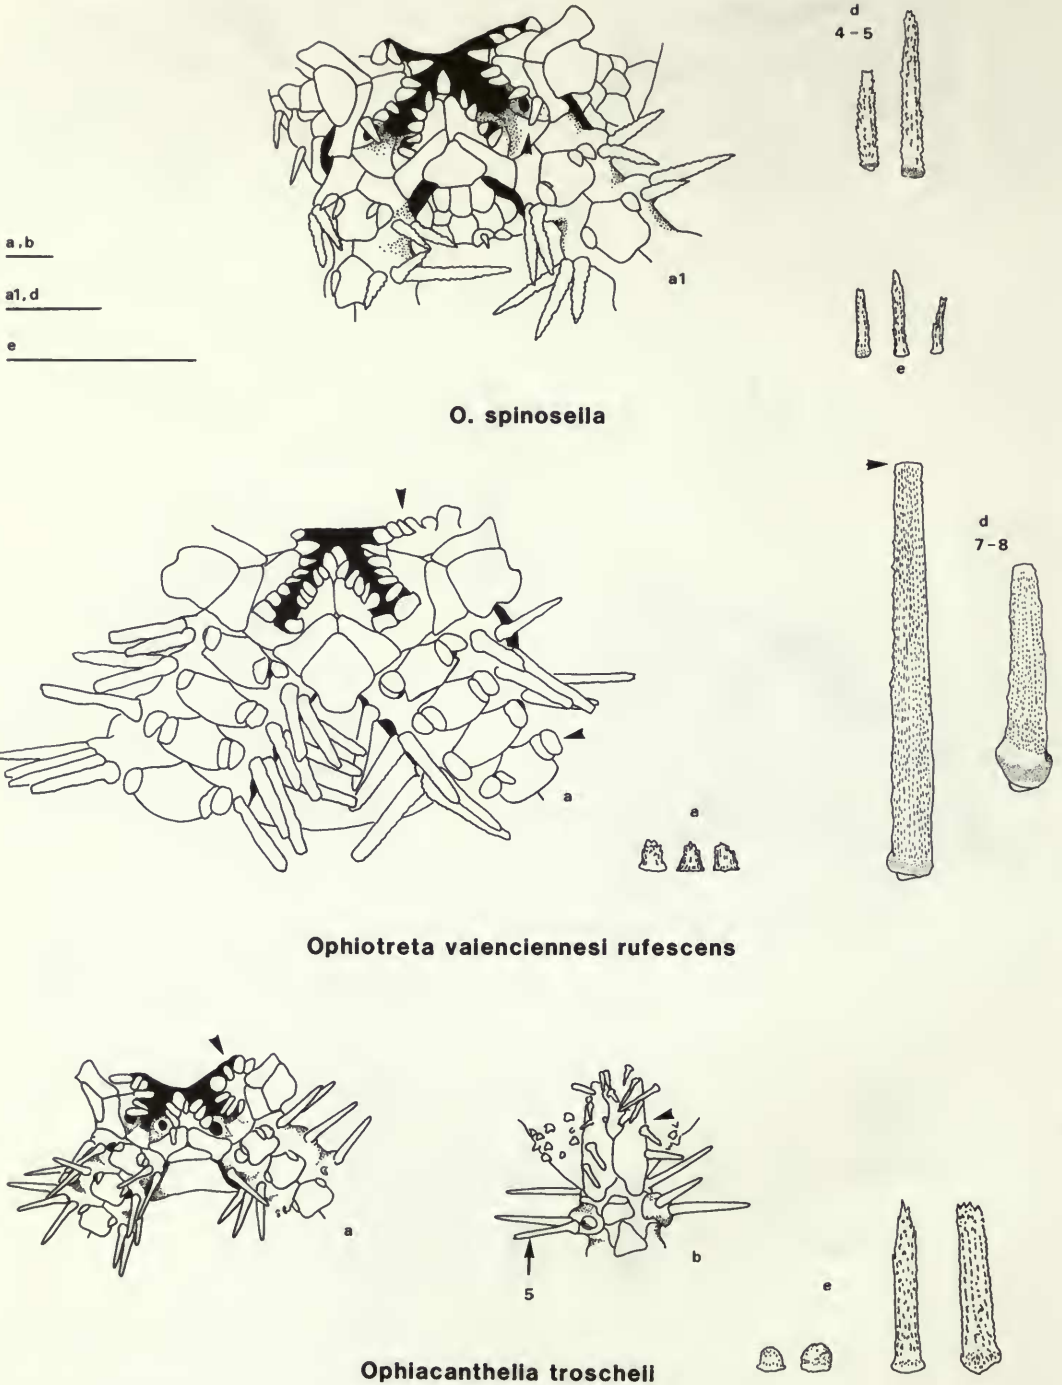 d
4-5
a,b
a1,d
e
a1
e
O. spinosella
d
7-8
a
e
Ophiotreta valenciennesi rufescens
a
b
5
e
Ophiacanthella troscheli